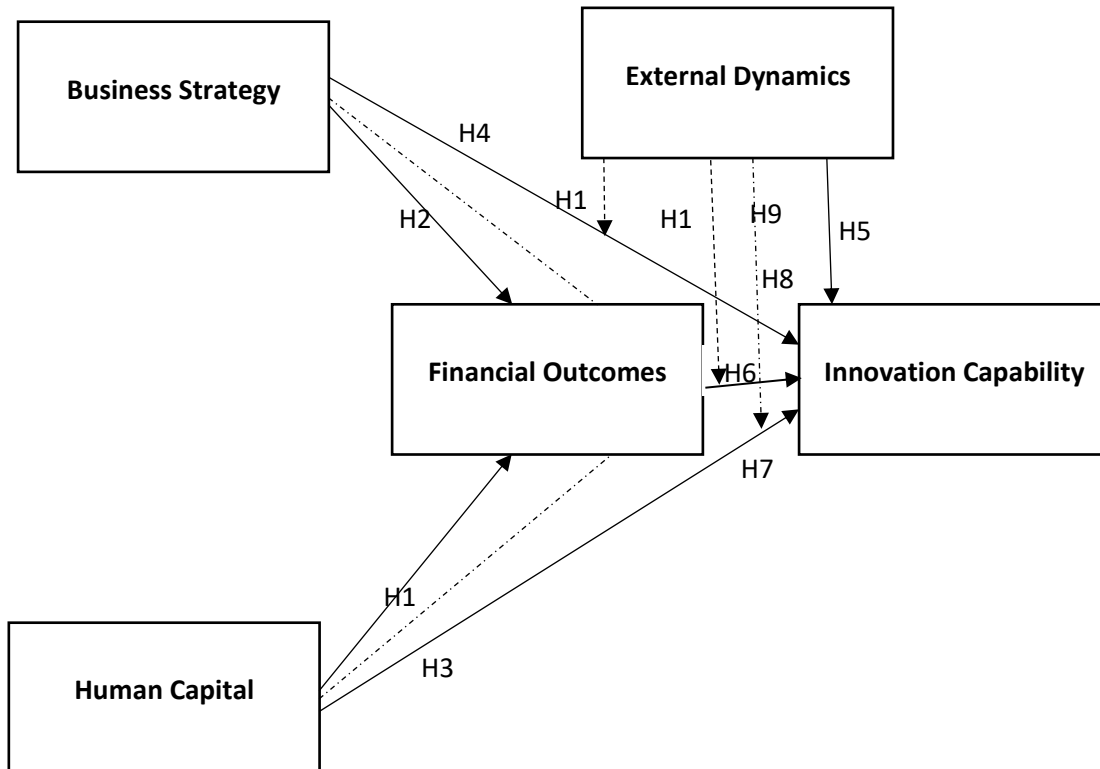 External Dynamics
Business Strategy
H4
H1
H1
H9
H2
H5
H8
Financial Outcomes
H6
Innovation Capability
H7
H1
H3
Human Capital